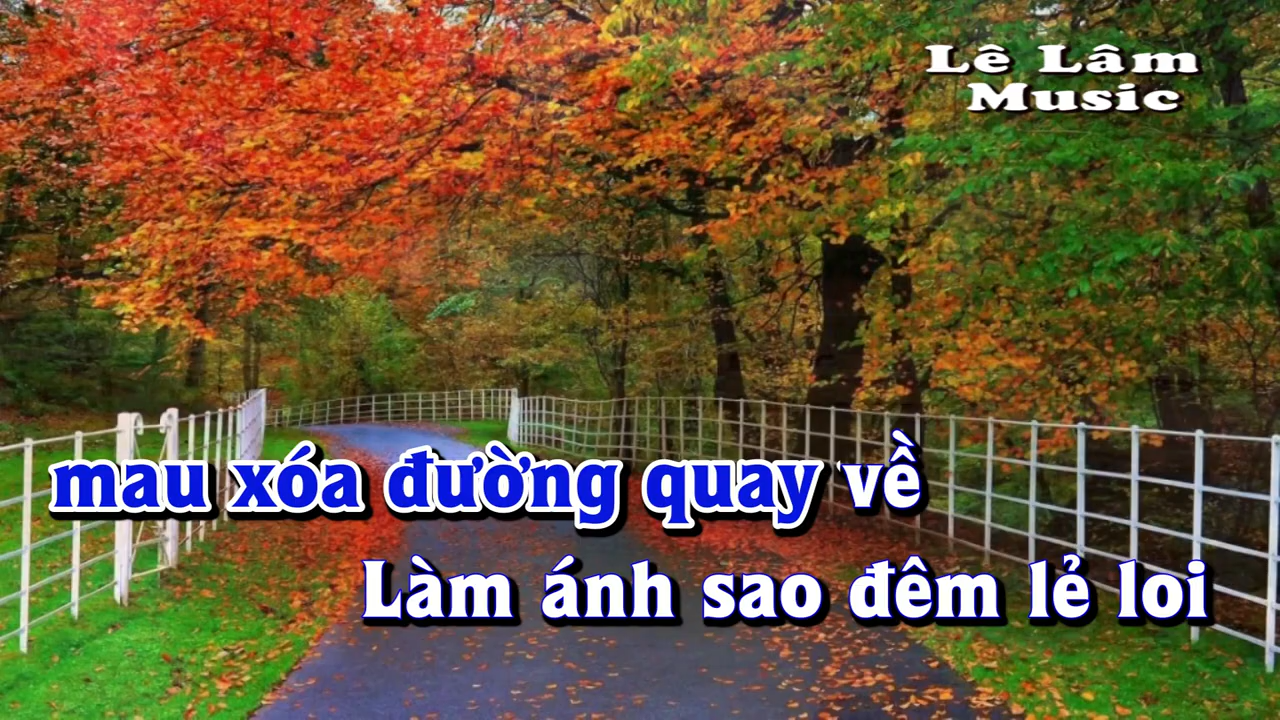 Lê Lâm
Music
mau xóa đường quay về
Làm ánh sao đêm lẻ loi